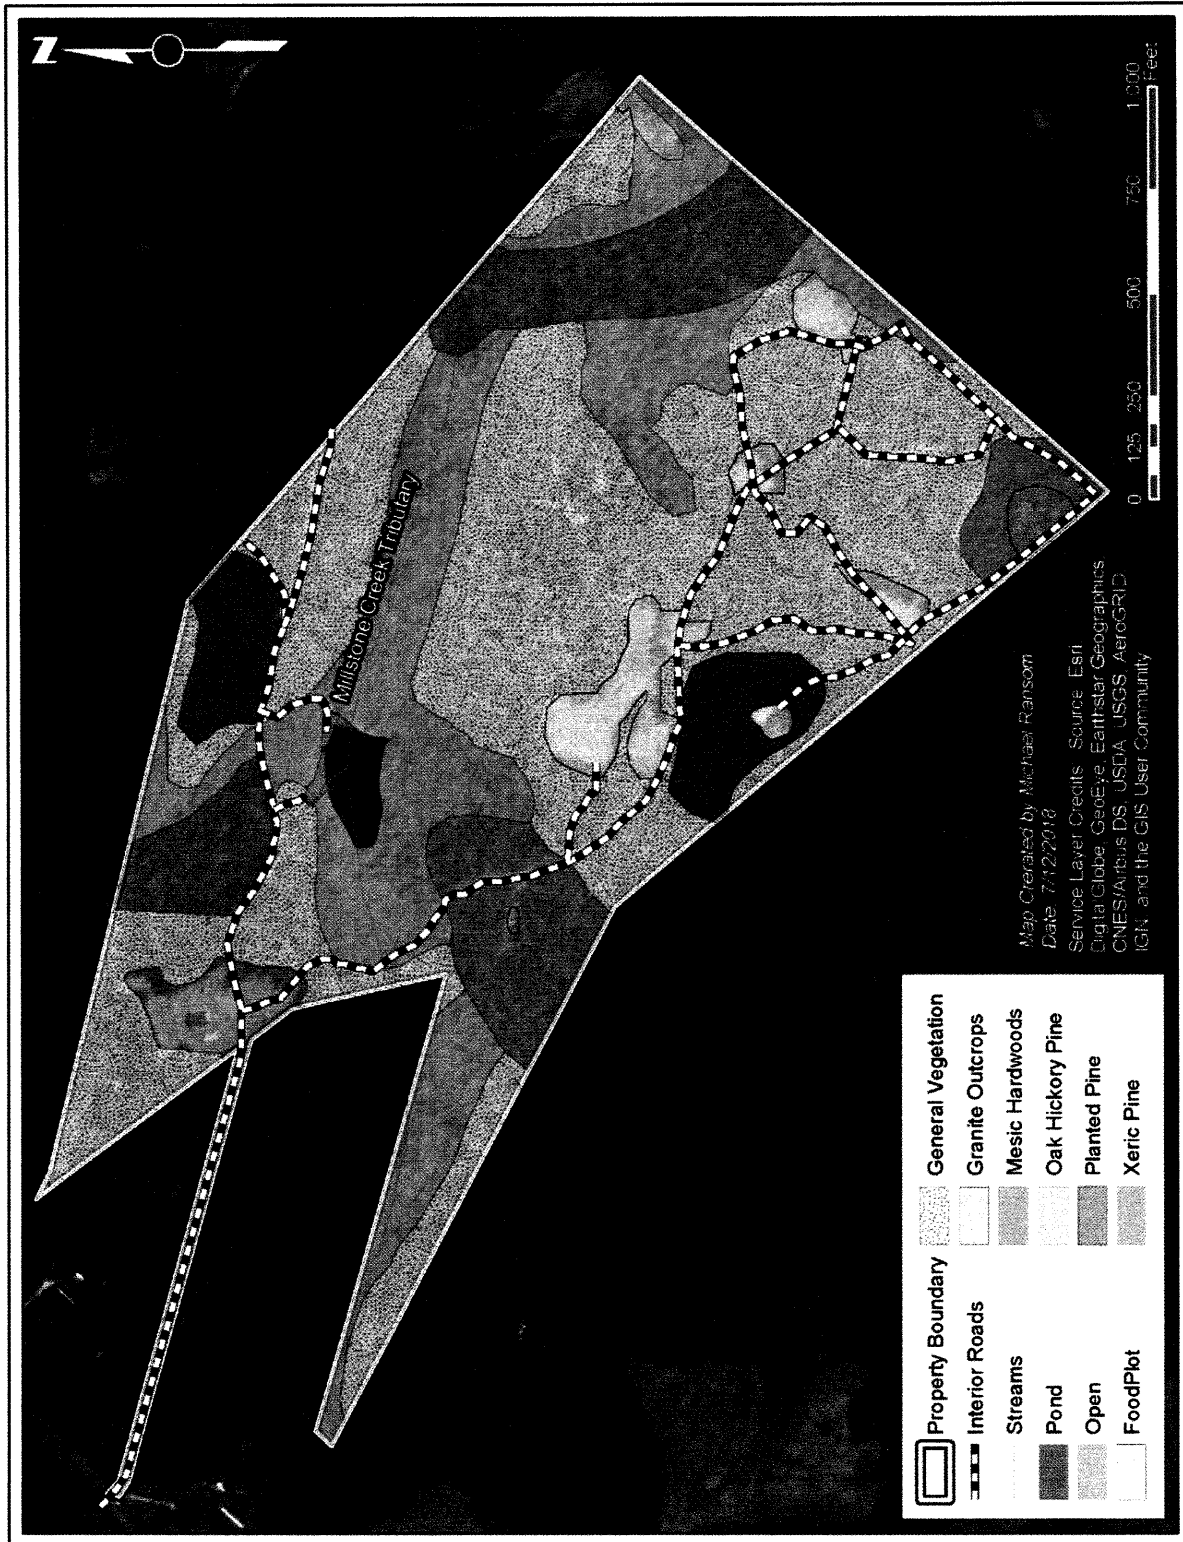 N
Millstone Creek Tributary
0 125 250 500 750 1,000
Feet
Map Created by Michael Ransom
Date: 7/12/2018
Service Layer Credits: Source: Esri,
DigitalGlobe, GeoEye, Earthstar Geographics,
CNES/Airbus DS, USDA, USGS, AeroGRID,
IGN, and the GIS User Community
Property Boundary
Interior Roads
Streams
Pond
Open
FoodPlot
General Vegetation
Granite Outcrops
Mesic Hardwoods
Oak Hickory Pine
Planted Pine
Xeric Pine